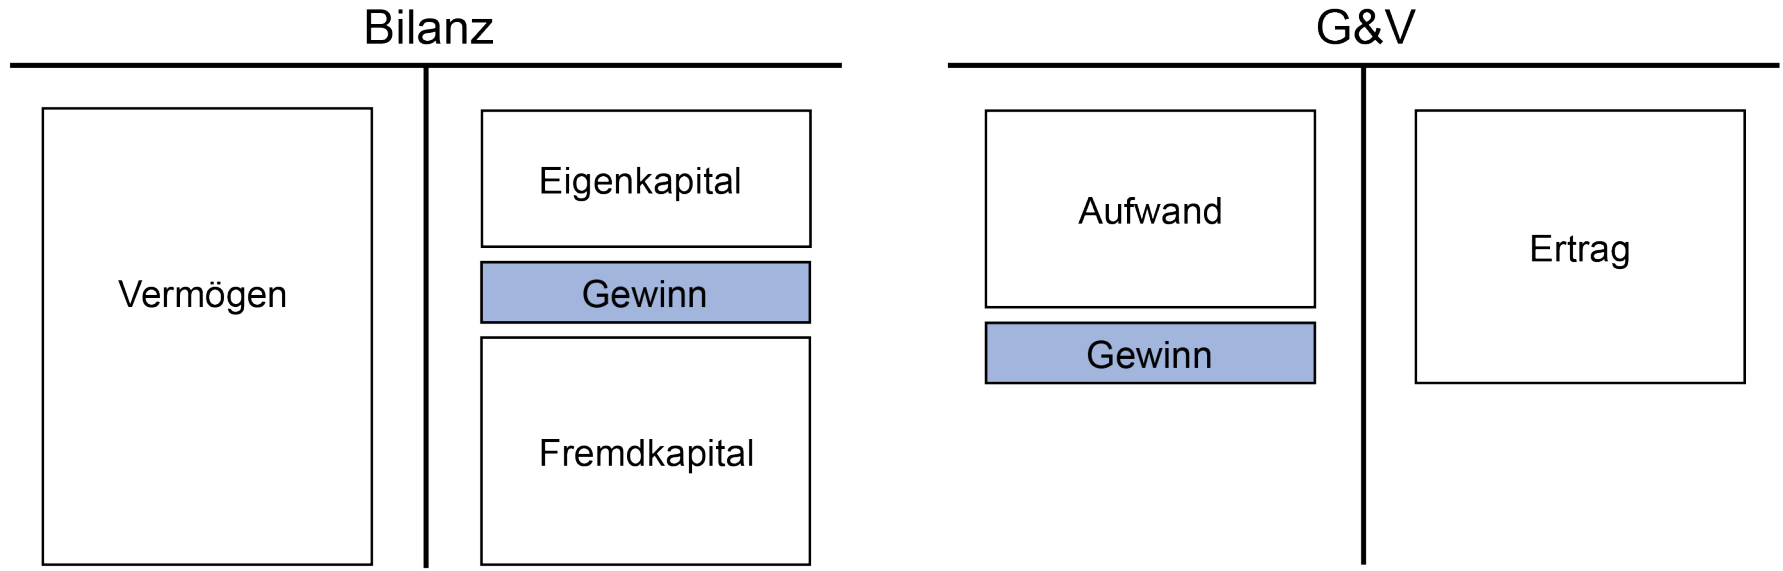 Bilanz
Vermögen
Eigenkapital
Gewinn
Fremdkapital
G&V
Aufwand
Gewinn
Ertrag